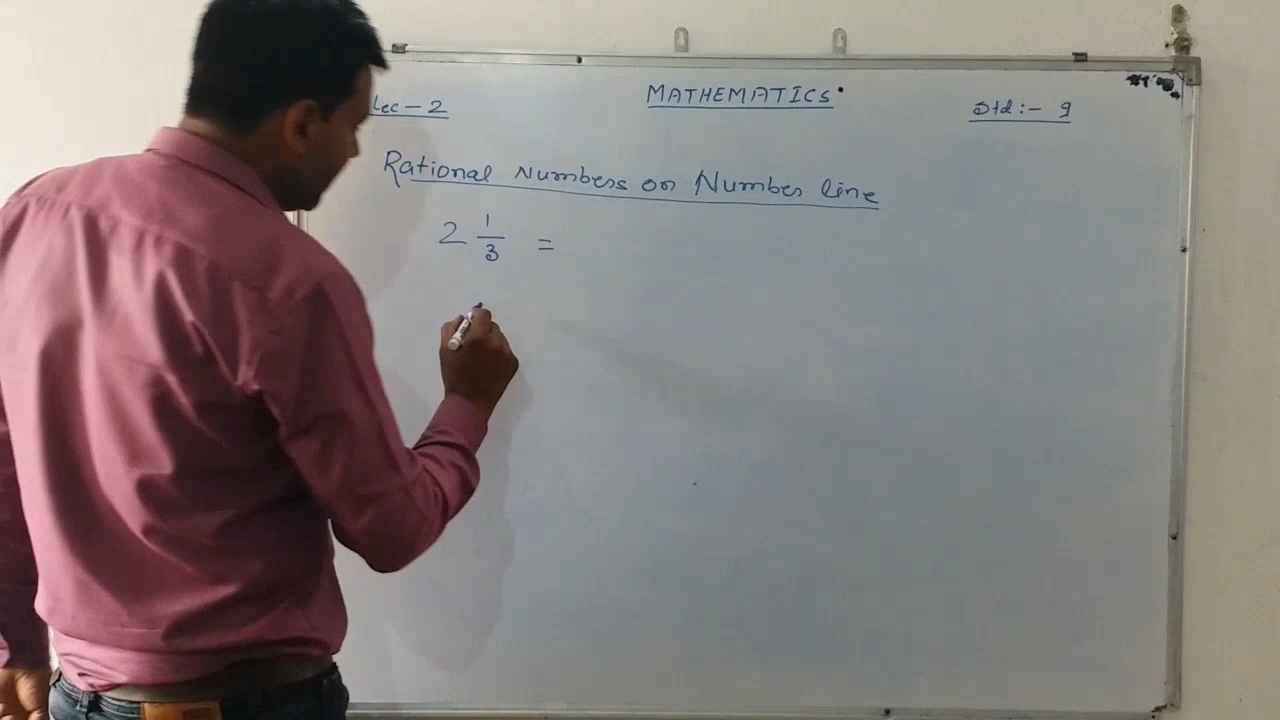 Lec - 2 MATHEMATICS Std :- 9
Rational Numbers on Number line
2 1/3 =